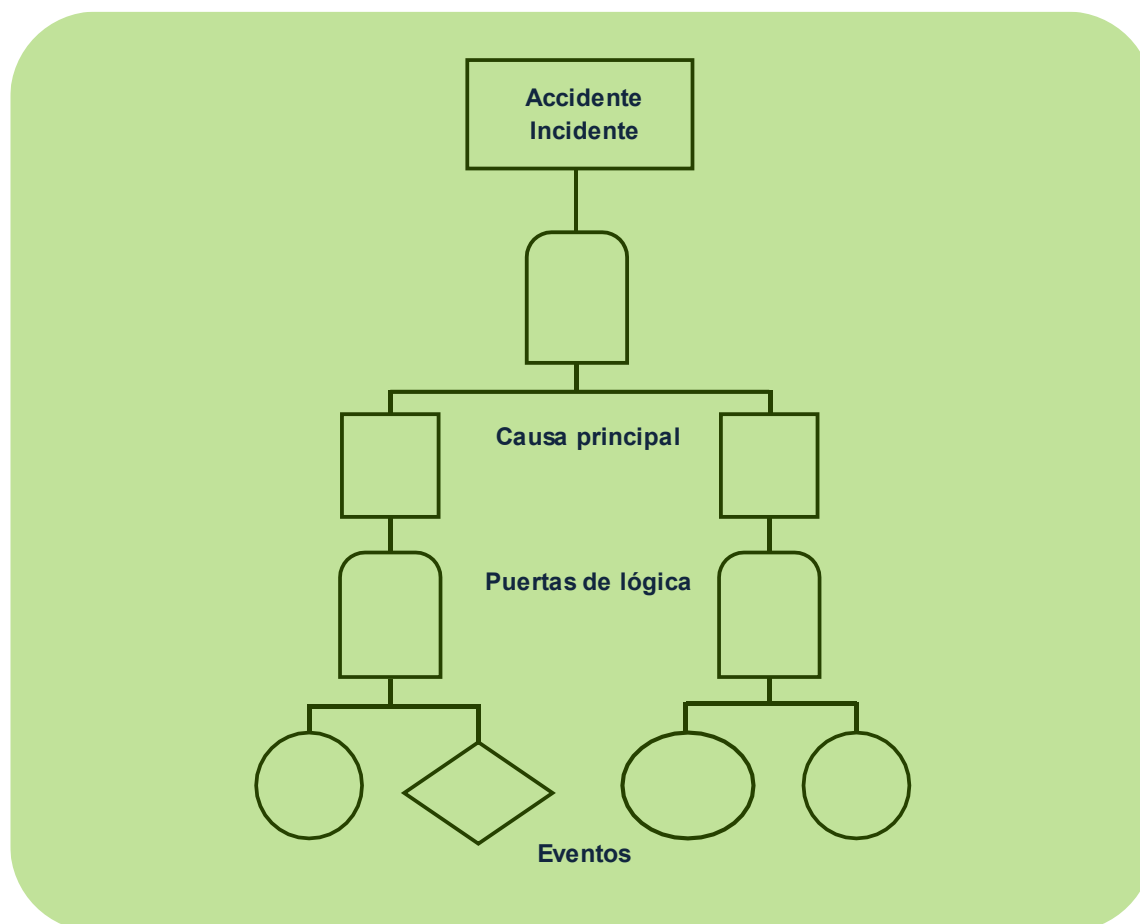 Accidente
Incidente
Causa principal
Puertas de lógica
Eventos